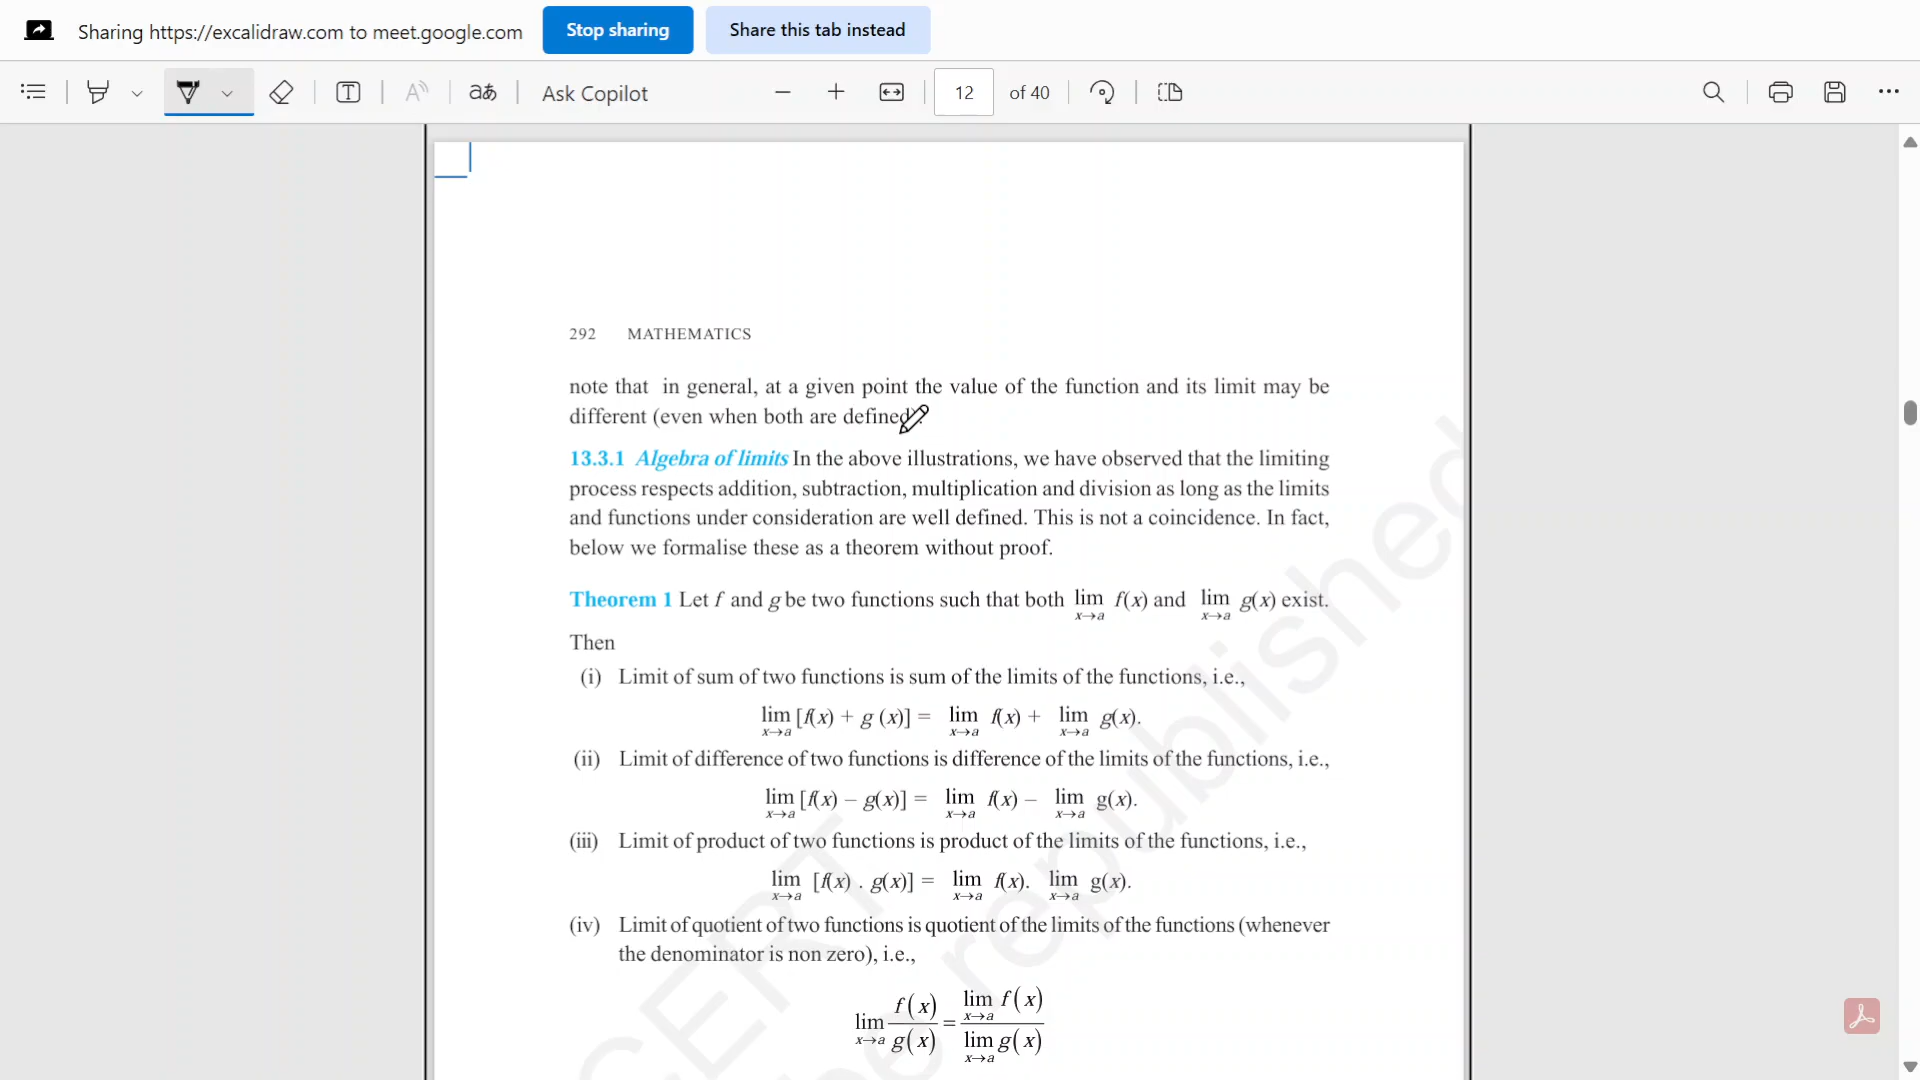 Sharing https://excalidraw.com to meet.google.com Stop sharing Share this tab instead
Ask Copilot 12 of 40
292 MATHEMATICS
note that in general, at a given point the value of the function and its limit may be
different (even when both are defined).
13.3.1 Algebra of limits In the above illustrations, we have observed that the limiting
process respects addition, subtraction, multiplication and division as long as the limits
and functions under consideration are well defined. This is not a coincidence. In fact,
below we formalise these as a theorem without proof.
Theorem 1 Let f and g be two functions such that both lim x→a f(x) and lim x→a g(x) exist.
Then
(i) Limit of sum of two functions is sum of the limits of the functions, i.e.,
lim x→a [f(x) + g (x)] = lim x→a f(x) + lim x→a g(x).
(ii) Limit of difference of two functions is difference of the limits of the functions, i.e.,
lim x→a [f(x) – g(x)] = lim x→a f(x) – lim x→a g(x).
(iii) Limit of product of two functions is product of the limits of the functions, i.e.,
lim x→a [f(x) . g(x)] = lim x→a f(x). lim x→a g(x).
(iv) Limit of quotient of two functions is quotient of the limits of the functions (whenever
the denominator is non zero), i.e.,
lim x→a f(x)/g(x) = lim x→a f(x) / lim x→a g(x)
republished